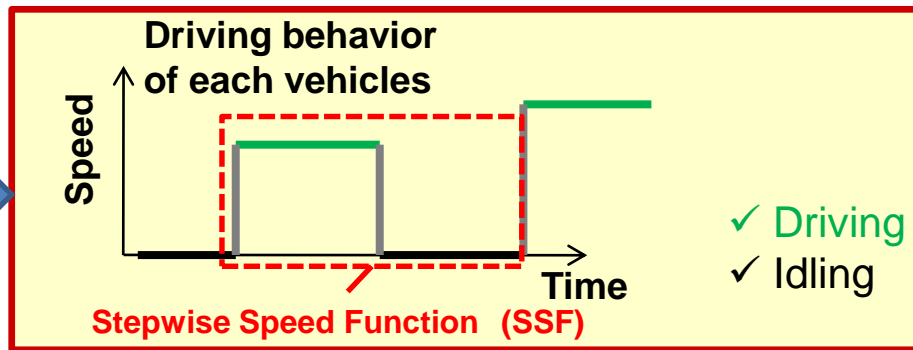 Driving behavior
of each vehicles
Speed
✓ Driving
✓ Idling
Time
Stepwise Speed Function (SSF)